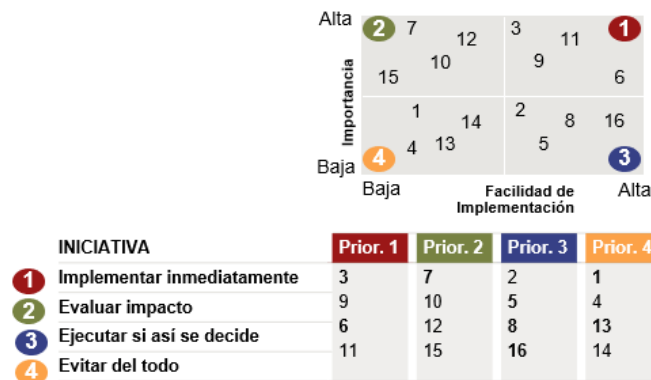 Alta
2 7 12 3 11 1
10 9
15 6
Importancia
1 14 2 8 16
4 13 5
4 3
Baja
Baja Facilidad de Alta
Implementación
INICIATIVA Prior. 1 Prior. 2 Prior. 3 Prior. 4
1 Implementar inmediatamente 3 7 2 1
2 Evaluar impacto 9 10 5 4
3 Ejecutar si así se decide 6 12 8 13
4 Evitar del todo 11 15 16 14